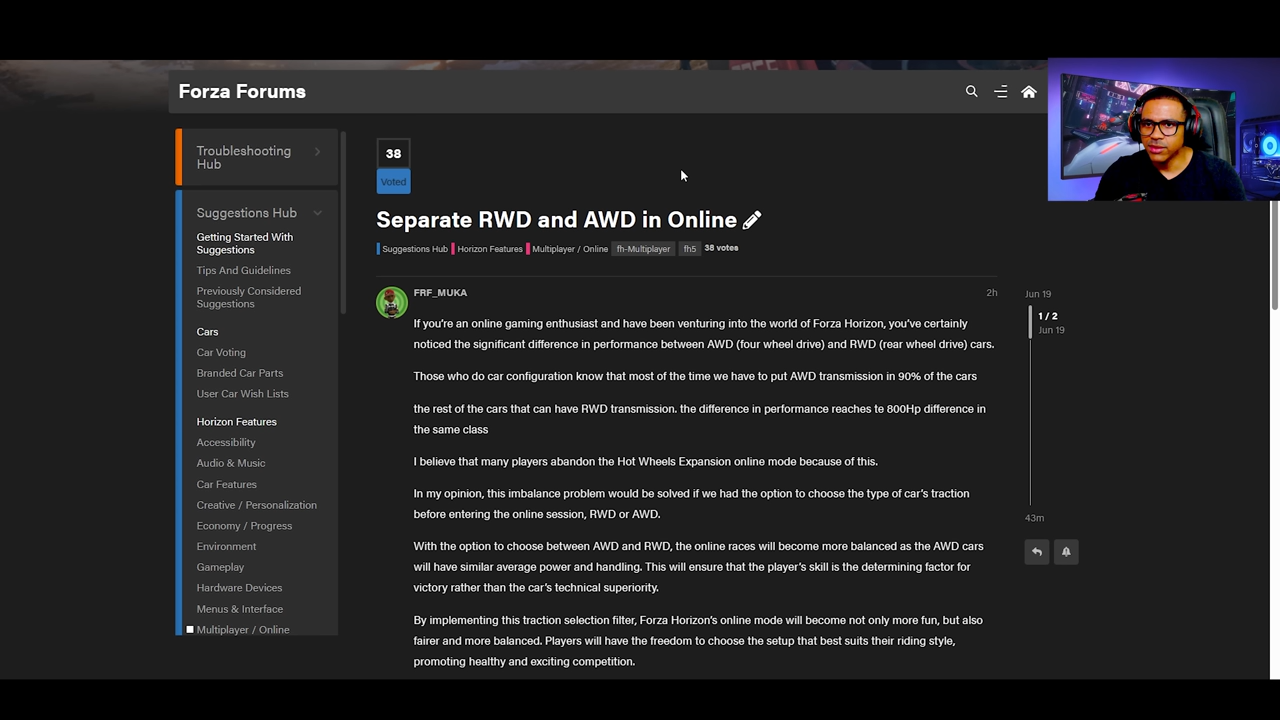 Forza Forums
Troubleshooting
Hub
Suggestions Hub
Getting Started With
Suggestions
Tips And Guidelines
Previously Considered
Suggestions
Cars
Car Voting
Branded Car Parts
User Car Wish Lists
Horizon Features
Accessibility
Audio & Music
Car Features
Creative / Personalization
Economy / Progress
Environment
Gameplay
Hardware Devices
Menus & Interface
Multiplayer / Online
38
Voted
Separate RWD and AWD in Online
Suggestions Hub Horizon Features Multiplayer / Online fh-Multiplayer fh5 38 votes
FRF_MUKA 2h
If you're an online gaming enthusiast and have been venturing into the world of Forza Horizon, you've certainly
noticed the significant difference in performance between AWD (four wheel drive) and RWD (rear wheel drive) cars.
Those who do car configuration know that most of the time we have to put AWD transmission in 90% of the cars
the rest of the cars that can have RWD transmission. the difference in performance reaches te 800Hp difference in
the same class
I believe that many players abandon the Hot Wheels Expansion online mode because of this.
In my opinion, this imbalance problem would be solved if we had the option to choose the type of car's traction
before entering the online session, RWD or AWD.
With the option to choose between AWD and RWD, the online races will become more balanced as the AWD cars
will have similar average power and handling. This will ensure that the player's skill is the determining factor for
victory rather than the car's technical superiority.
By implementing this traction selection filter, Forza Horizon's online mode will become not only more fun, but also
fairer and more balanced. Players will have the freedom to choose the setup that best suits their riding style,
promoting healthy and exciting competition.
Jun 19
1 / 2
Jun 19
43m